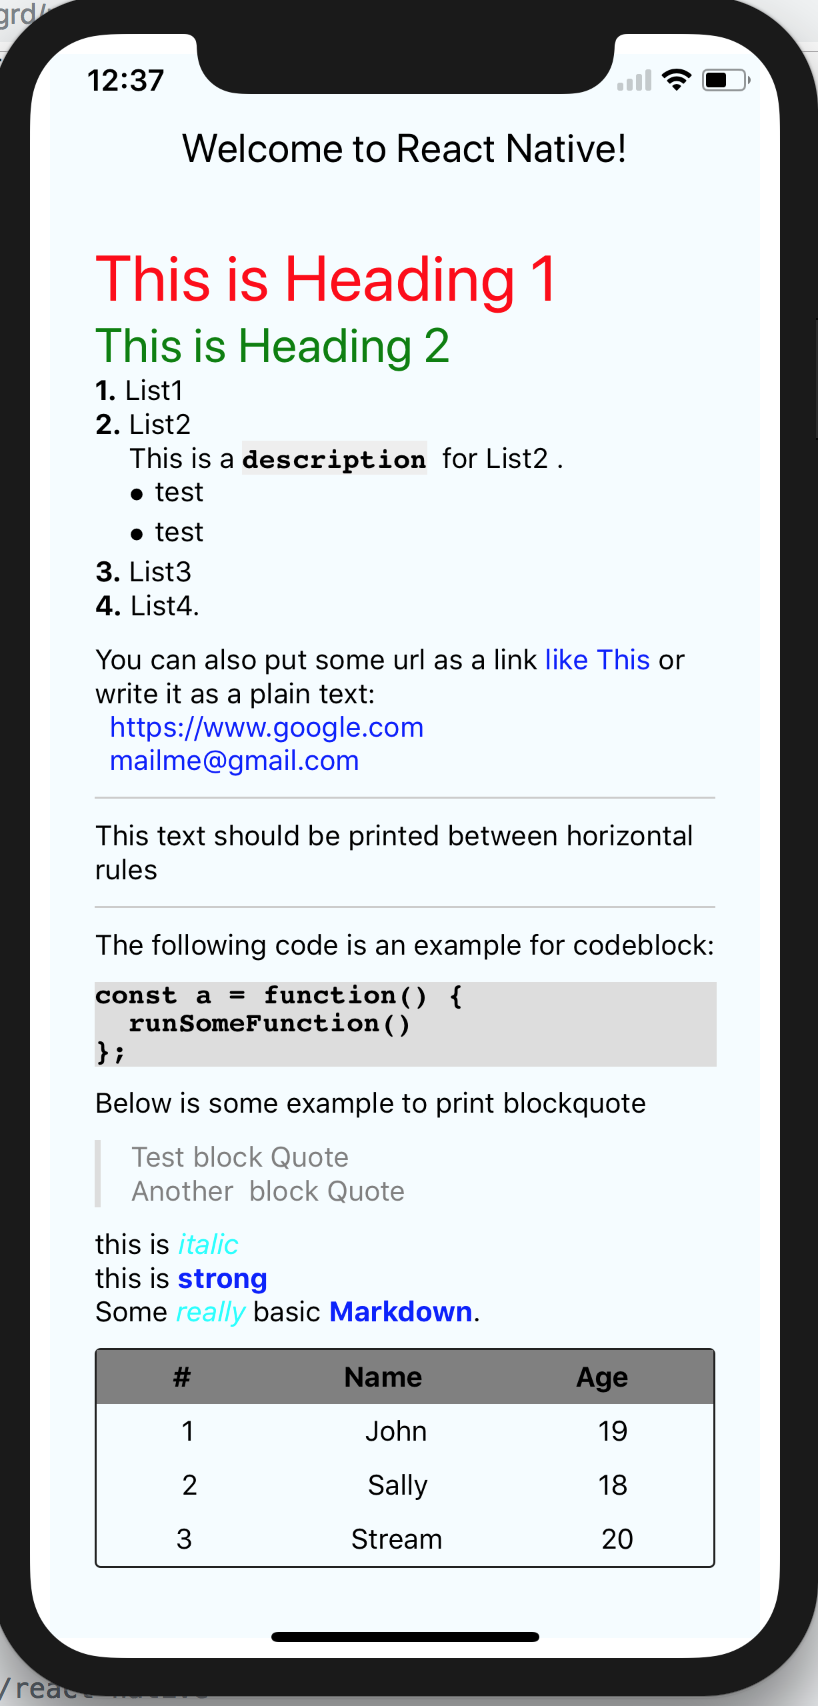 grd/
12:37
Welcome to React Native!
This is Heading 1
This is Heading 2
1. List1
2. List2
This is a description  for List2 .
● test
● test
3. List3
4. List4.
You can also put some url as a link like This or
write it as a plain text:
https://www.google.com
mailme@gmail.com
This text should be printed between horizontal
rules
The following code is an example for codeblock:
const a = function() {
  runSomeFunction()
};
Below is some example to print blockquote
Test block Quote
Another  block Quote
this is italic
this is strong
Some really basic Markdown.
# Name Age
1 John 19
2 Sally 18
3 Stream 20